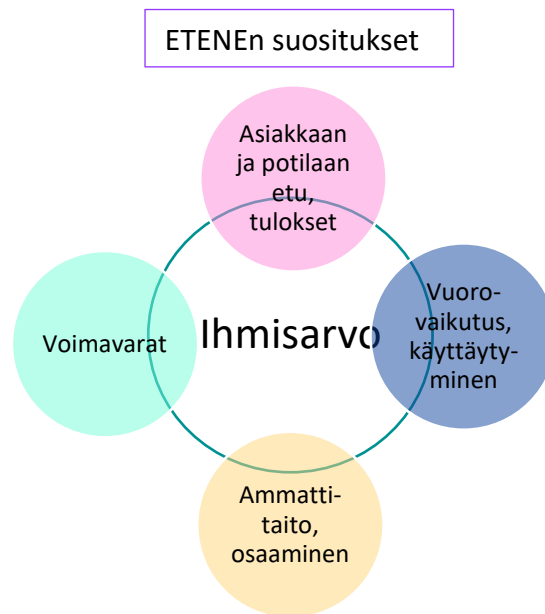 ETENEn suositukset
Asiakkaan
ja potilaan
etu,
tulokset
Voimavarat
Ihmisarvo
Vuoro-
vaikutus,
käyttäyty-
minen
Ammatti-
taito,
osaaminen